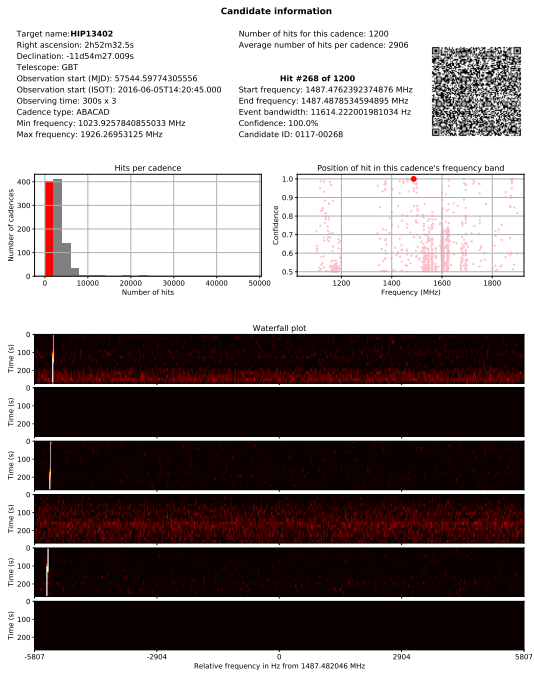 Candidate information
Target name:HIP13402
Right ascension: 2h52m32.5s
Declination: -11d54m27.009s
Telescope: GBT
Observation start (MJD): 57544.59774305556
Observation start (ISOT): 2016-06-05T14:20:45.000
Observing time: 300s x 3
Cadence type: ABACAD
Min frequency: 1023.9257840855033 MHz
Max frequency: 1926.26953125 MHz
Number of hits for this cadence: 1200
Average number of hits per cadence: 2906
Hit #268 of 1200
Start frequency: 1487.4762392374876 MHz
End frequency: 1487.4878534594895 MHz
Event bandwidth: 11614.222001981034 Hz
Confidence: 100.0%
Candidate ID: 0117-00268
Hits per cadence
Number of cadences
400
300
200
100
0
0 10000 20000 30000 40000 50000
Number of hits
Position of hit in this cadence's frequency band
Confidence
1.0
0.9
0.8
0.7
0.6
0.5
1200 1400 1600 1800
Frequency (MHz)
Waterfall plot
Time (s)
0
100
200
Time (s)
0
100
200
Time (s)
0
100
200
Time (s)
0
100
200
Time (s)
0
100
200
Time (s)
0
100
200
-5807 -2904 0 2904 5807
Relative frequency in Hz from 1487.482046 MHz